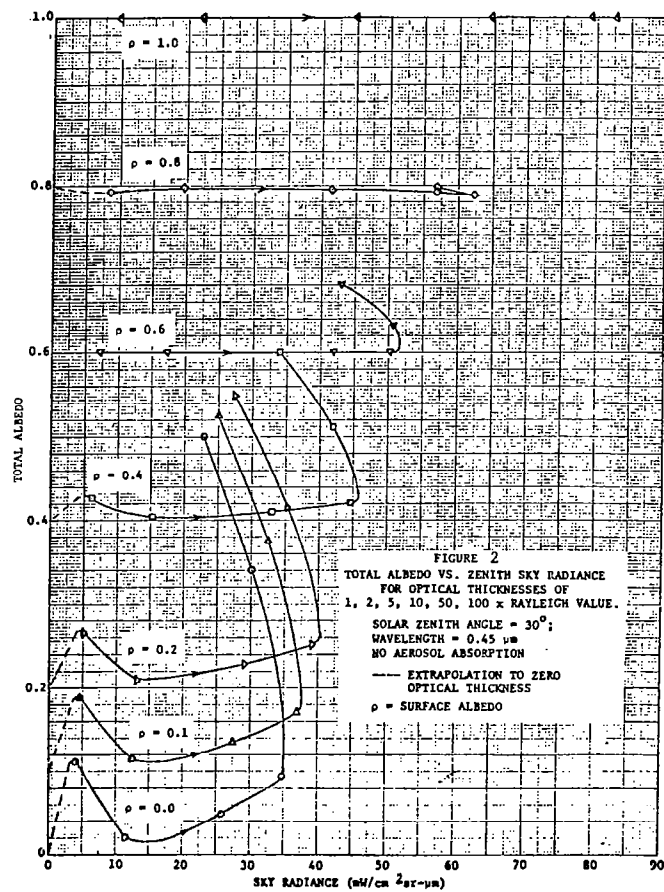 1.0
ρ = 1.0
ρ = 0.8
0.8
ρ = 0.6
0.6
TOTAL ALBEDO
ρ = 0.4
0.4
FIGURE 2
TOTAL ALBEDO VS. ZENITH SKY RADIANCE
FOR OPTICAL THICKNESSES OF
1, 2, 5, 10, 50, 100 x RAYLEIGH VALUE.
SOLAR ZENITH ANGLE = 30°;
WAVELENGTH = 0.45 μm
NO AEROSOL ABSORPTION
--- EXTRAPOLATION TO ZERO
OPTICAL THICKNESS
ρ = SURFACE ALBEDO
ρ = 0.2
0.2
ρ = 0.1
ρ = 0.0
0
0 10 20 30 40 50 60 70 80 90
SKY RADIANCE (mW/cm 2sr-μm)